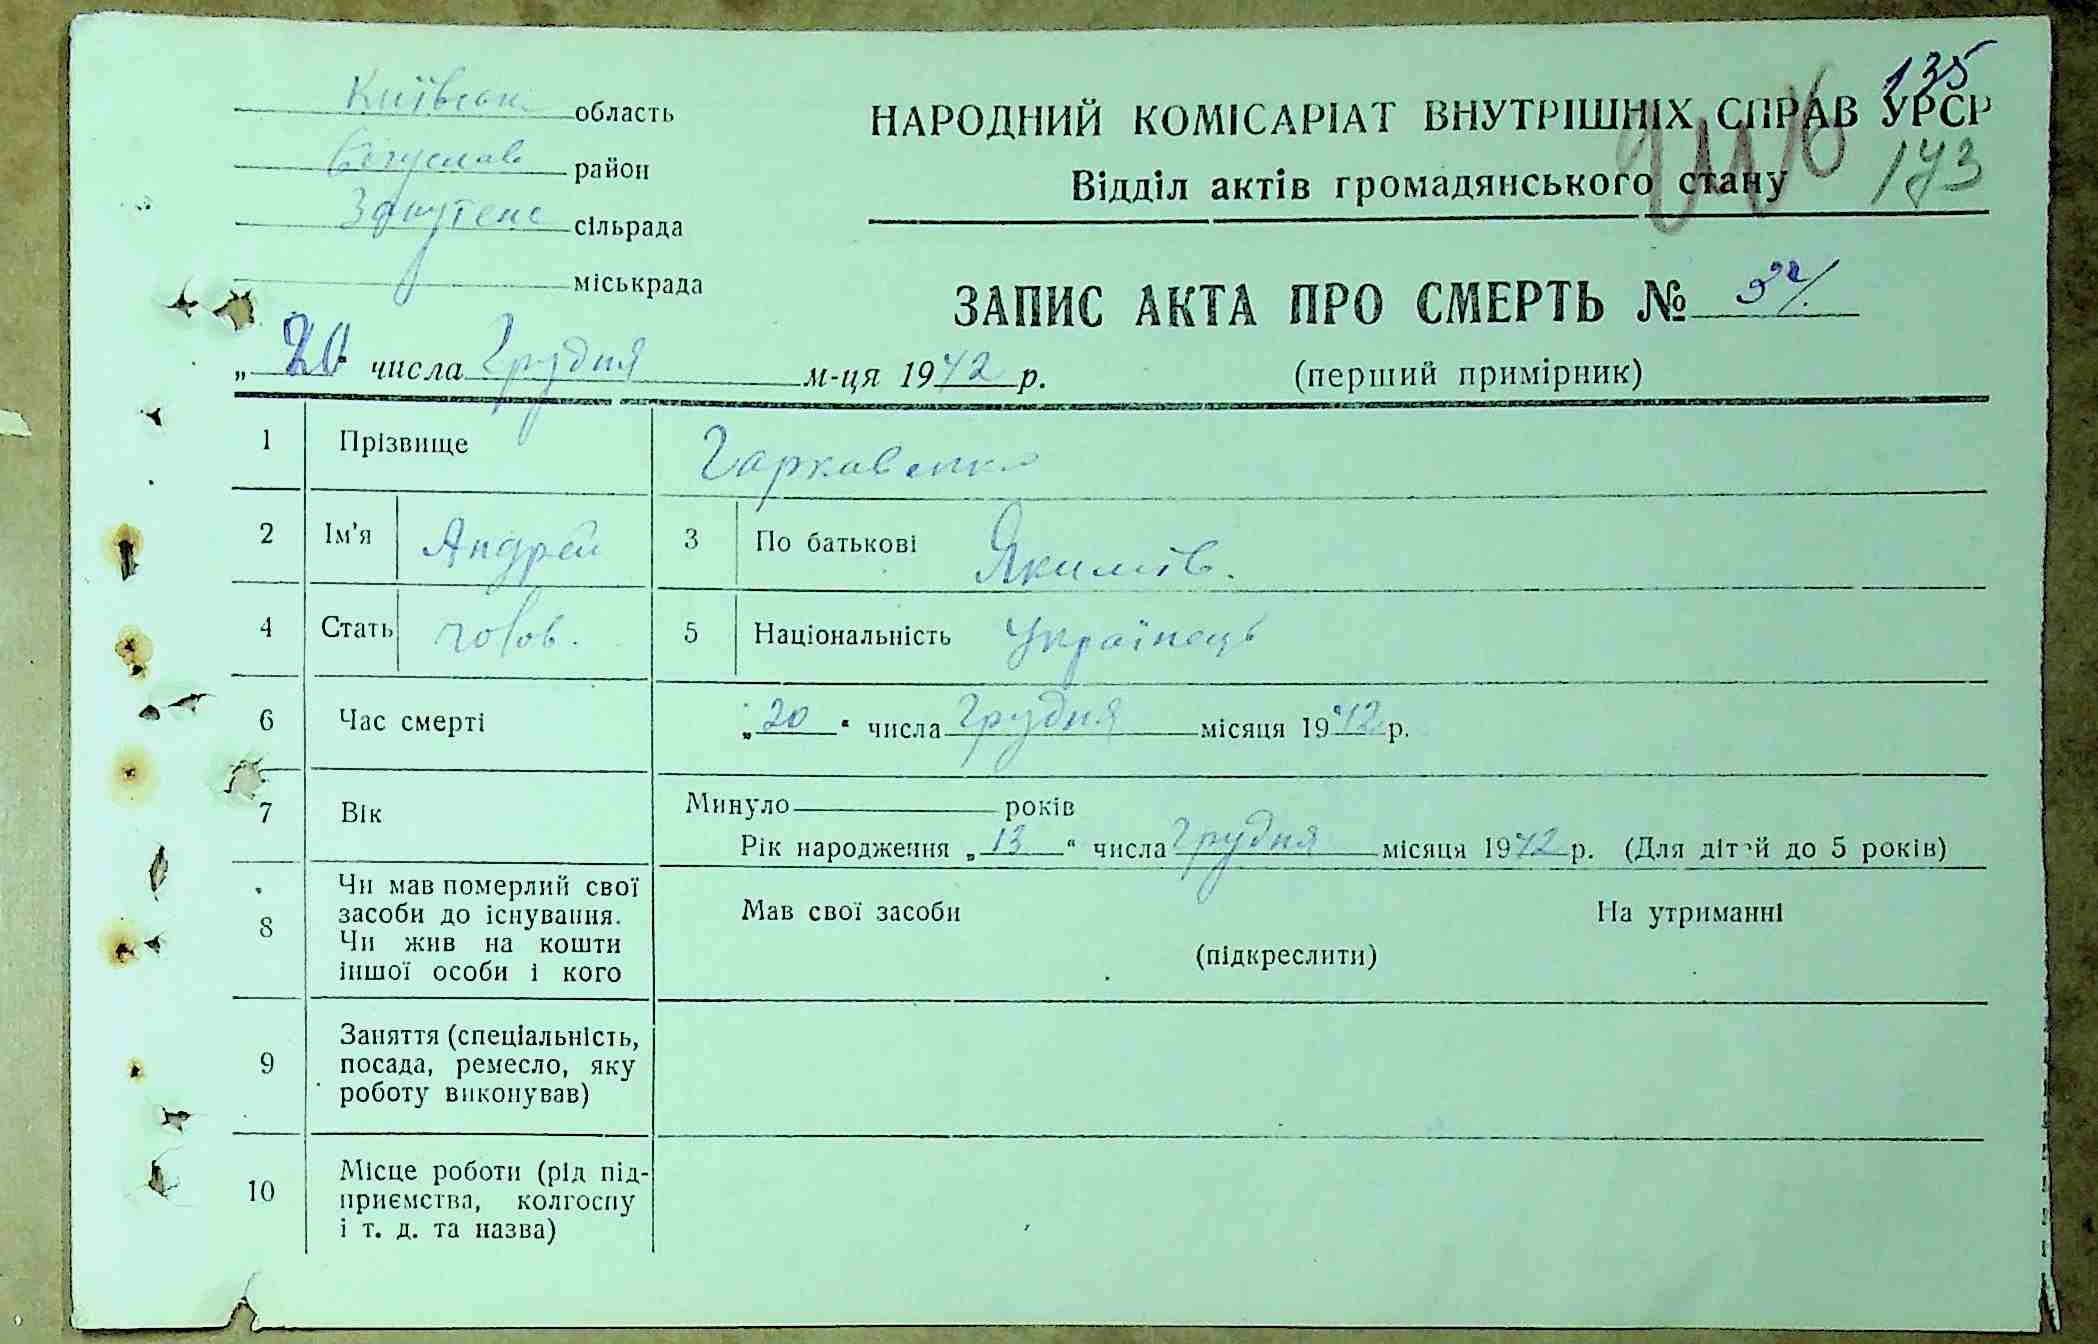 135
Київськ область
НАРОДНИЙ КОМІСАРІАТ ВНУТРІШНІХ СПРАВ УРСР
Богуслав район
173
Відділ актів громадянського стану
сільрада
міськрада
ЗАПИС АКТА ПРО СМЕРТЬ №
„20 числа Грудня м-ця 1942 р.
(перший примірник)
1 Прізвище Гаркавенко
2 Ім'я Андрей 3 По батькові Якимів.
4 Стать чолов. 5 Національність Українець
6 Час смерті „20“ числа Грудня місяця 1942 р.
7 Вік Минуло років
Рік народження „13“ числа Грудня місяця 1942 р. (Для дітей до 5 років)
8 Чи мав померлий свої засоби до існування. Чи жив на кошти іншої особи і кого
Мав свої засоби На утриманні
(підкреслити)
9 Заняття (спеціальність, посада, ремесло, яку роботу виконував)
10 Місце роботи (рід підприємства, колгоспу і т. д. та назва)